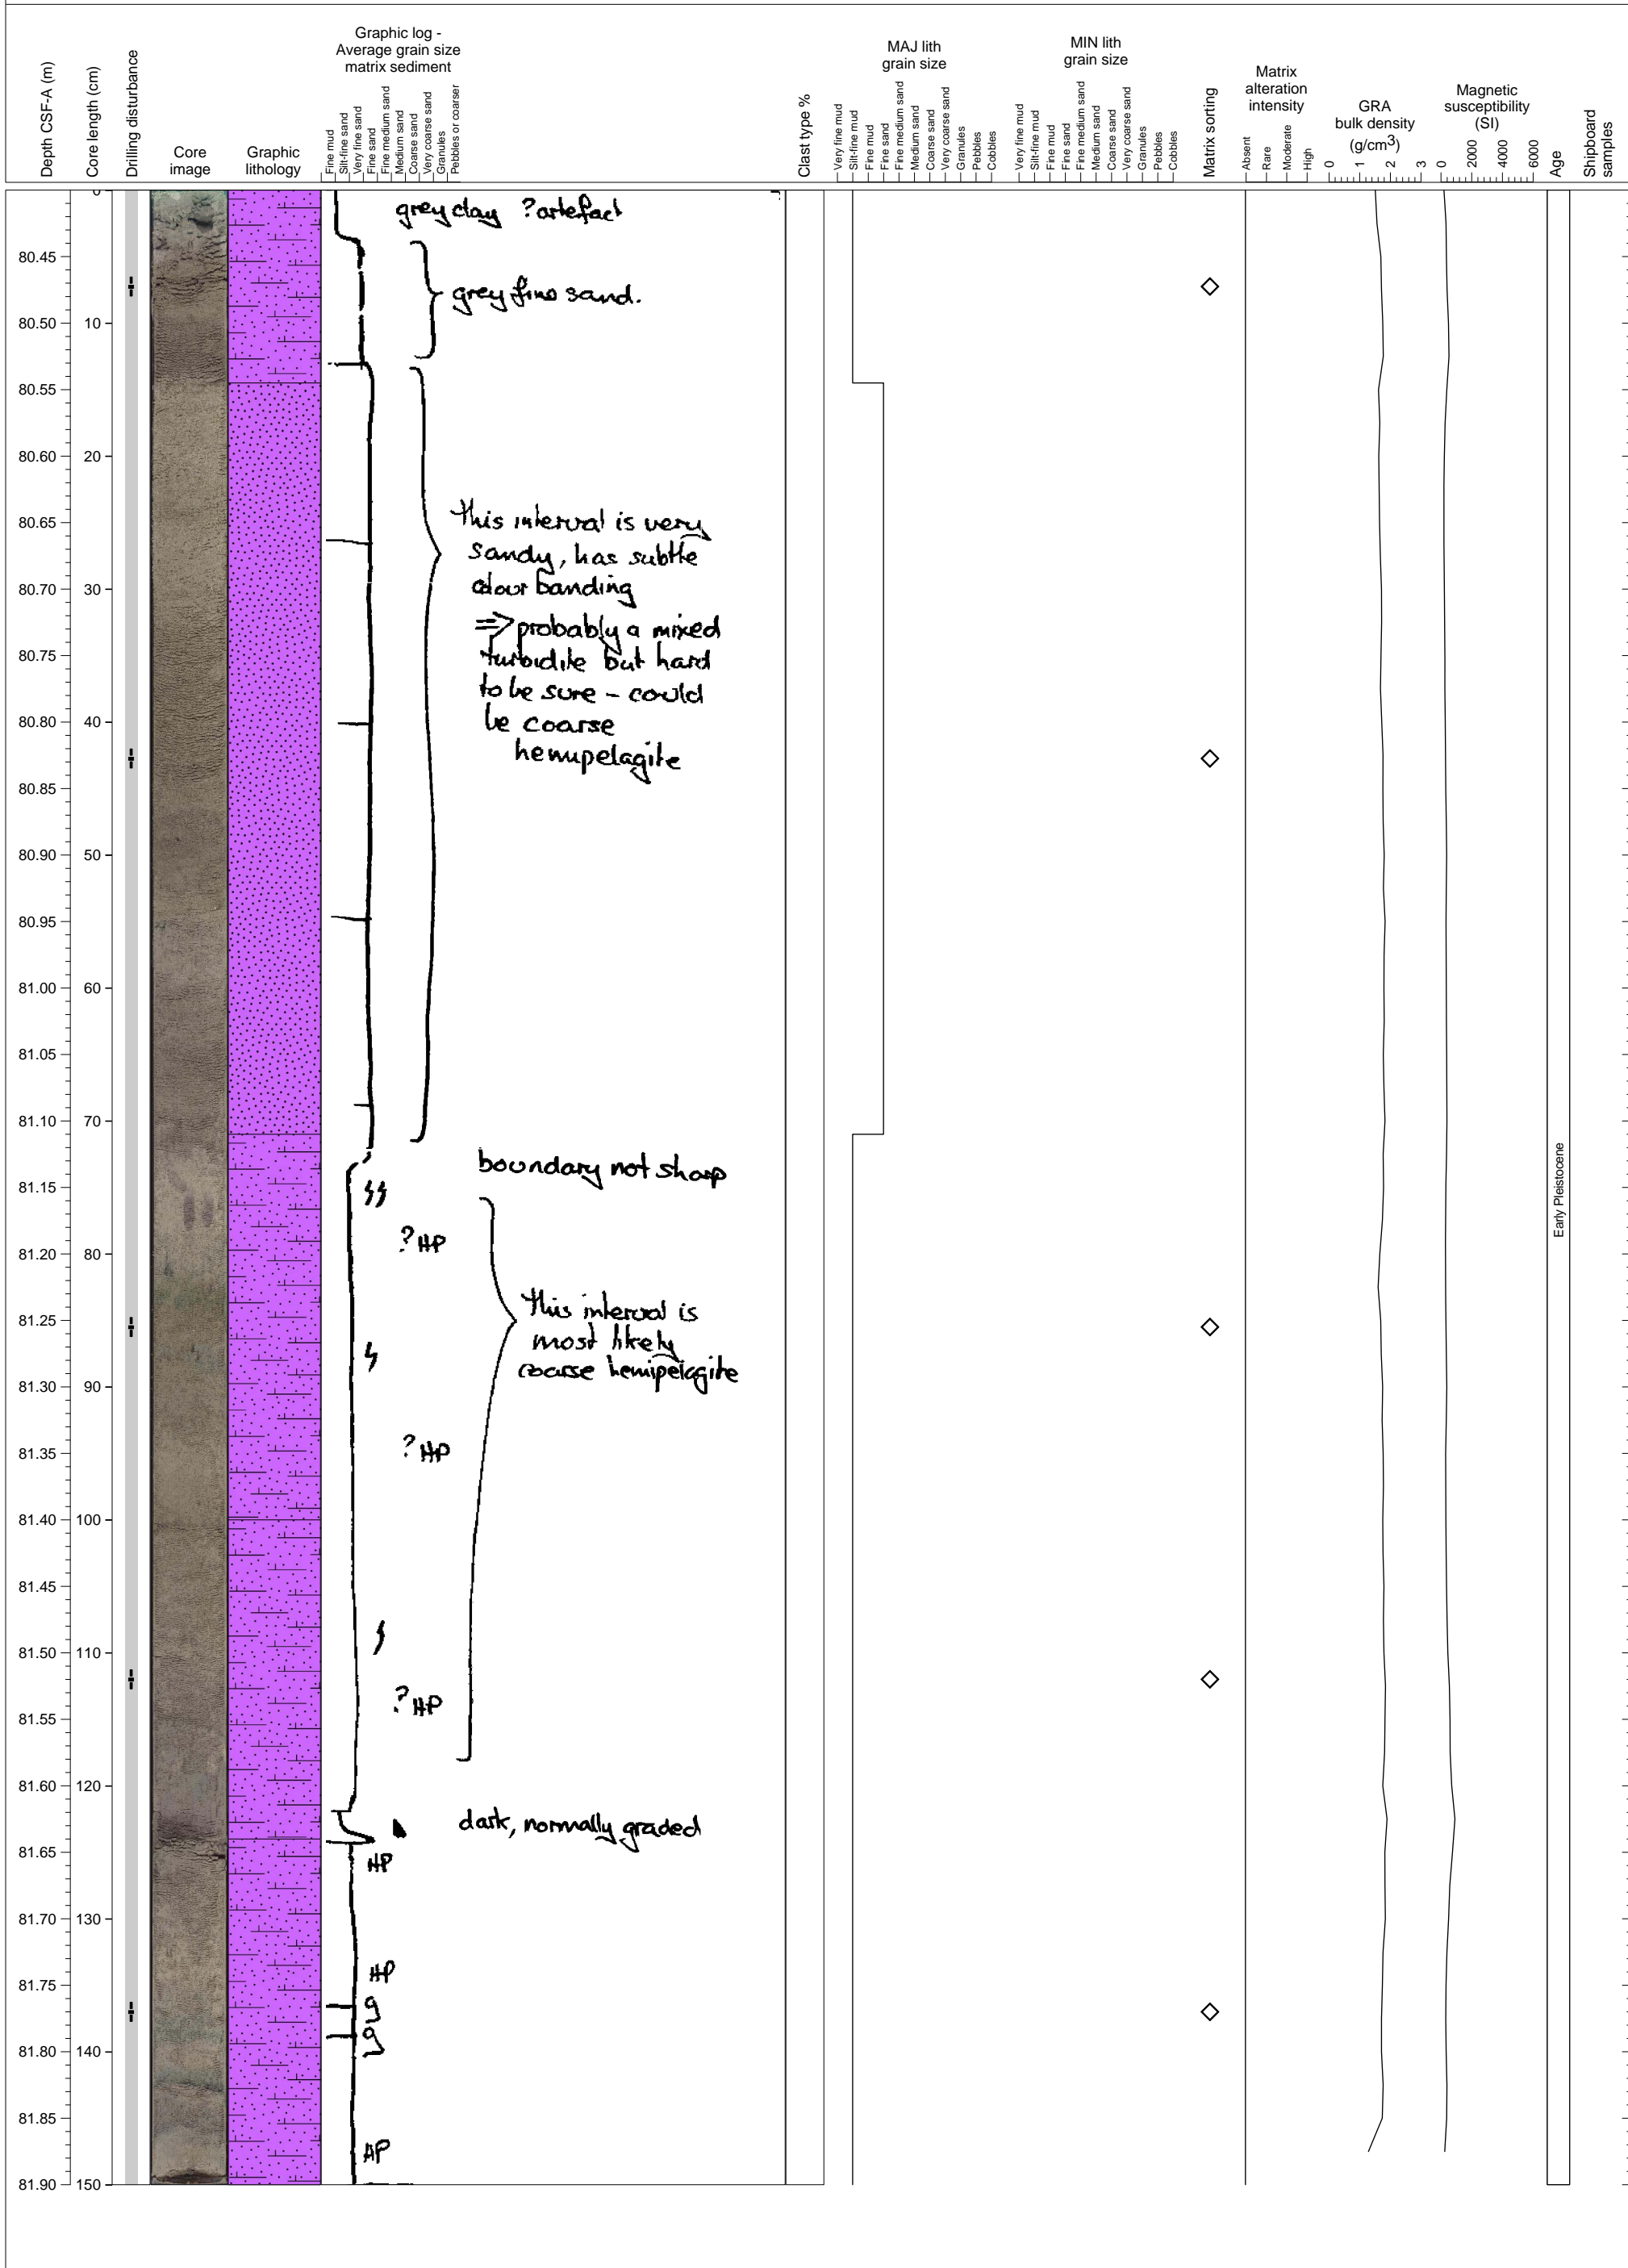 Depth CSF-A (m)
Core length (cm)
Drilling disturbance
Core
image
Graphic
lithology
Graphic log -
Average grain size
matrix sediment
Fine mud
Silt-fine sand
Very fine sand
Fine sand
Fine medium sand
Medium sand
Coarse sand
Very coarse sand
Granules
Pebbles or coarser
Clast type %
MAJ lith
grain size
Very fine mud
Silt-fine mud
Fine mud
Fine sand
Fine medium sand
Medium sand
Coarse sand
Very coarse sand
Granules
Pebbles
Cobbles
MIN lith
grain size
Very fine mud
Silt-fine mud
Fine mud
Fine sand
Fine medium sand
Medium sand
Coarse sand
Very coarse sand
Granules
Pebbles
Cobbles
Matrix sorting
Matrix
alteration
intensity
Absent
Rare
Moderate
High
GRA
bulk density
(g/cm3)
0 1 2 3
Magnetic
susceptibility
(SI)
0 2000 4000 6000
Age
Shipboard
samples
0
grey clay ?artefact
80.45
grey fine sand.
80.50 10
80.55
80.60 20
80.65
this interval is very
sandy, has subtle
colour banding
80.70 30
=> probably a mixed
turbidite but hard
to be sure – could
be coarse
hemipelagite
80.75
80.80 40
80.85
80.90 50
80.95
81.00 60
81.05
81.10 70
boundary not sharp
81.15
? HP
81.20 80
81.25
this interval is
most likely
coarse hemipelagite
81.30 90
81.35
? HP
81.40 100
81.45
81.50 110
? HP
81.55
81.60 120
dark, normally graded
81.65
HP
81.70 130
HP
81.75
g
g
81.80 140
81.85
HP
81.90 150
Early Pleistocene